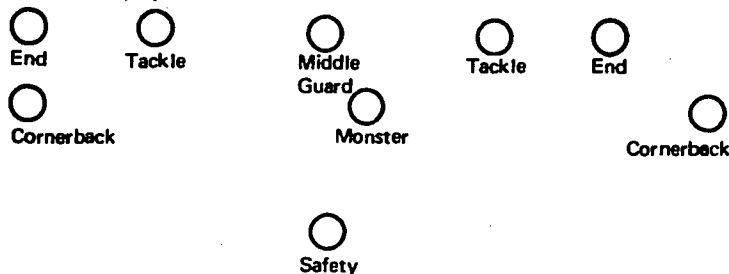 End Tackle Middle Tackle End
Guard
Cornerback Monster Cornerback
Safety